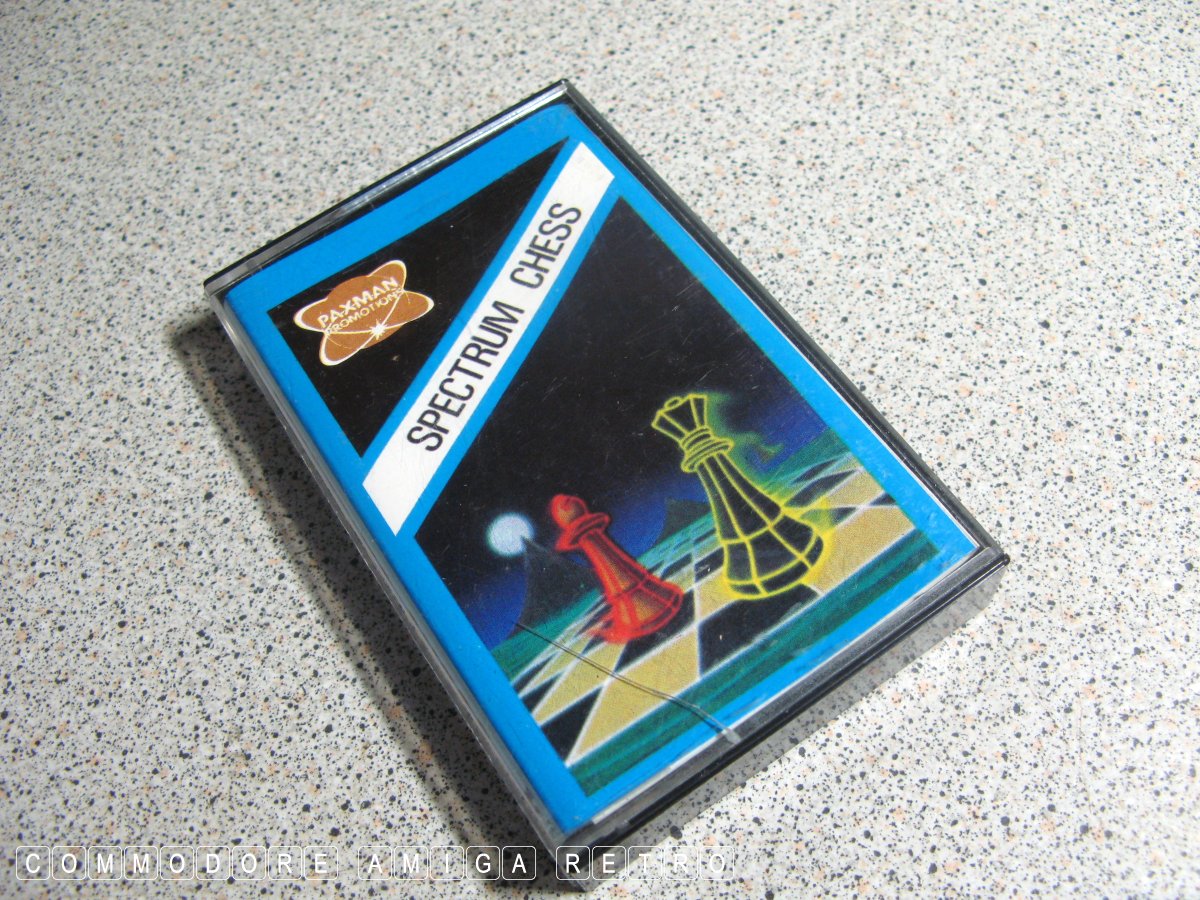 PAXMAN
PROMOTIONS
SPECTRUM CHESS
COMMODORE AMIGA RETRO